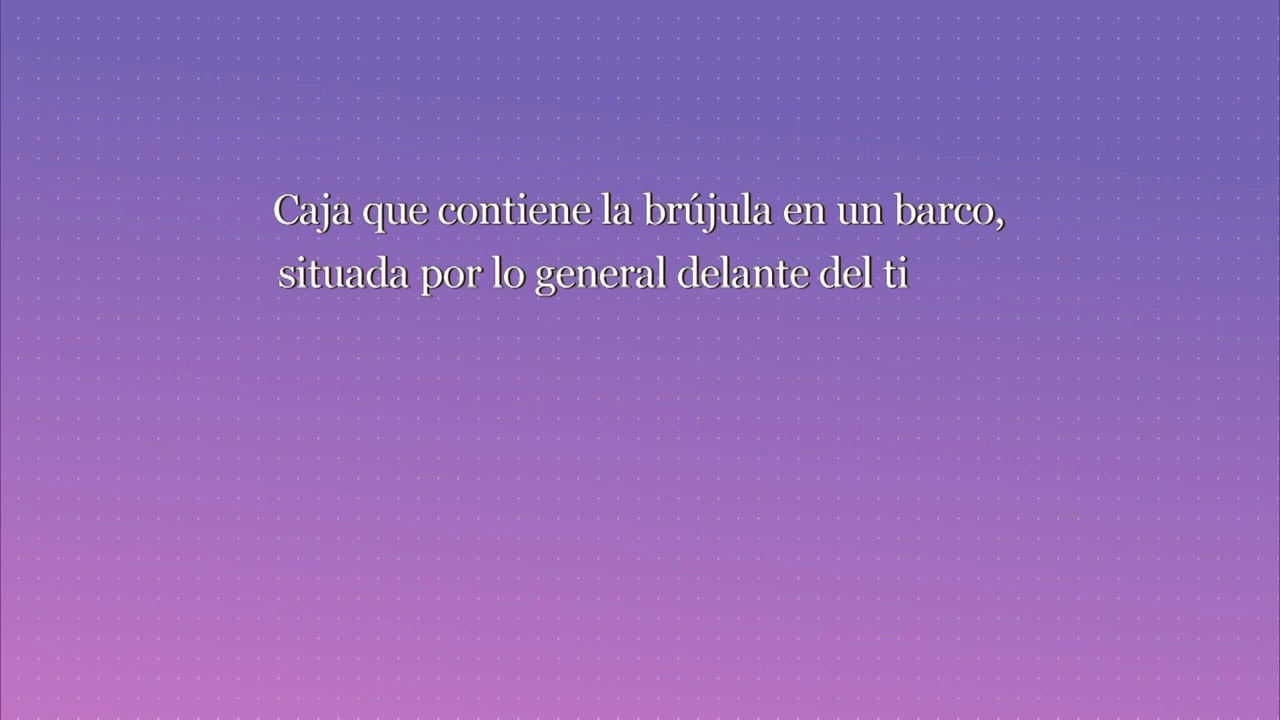 Caja que contiene la brújula en un barco,
situada por lo general delante del ti